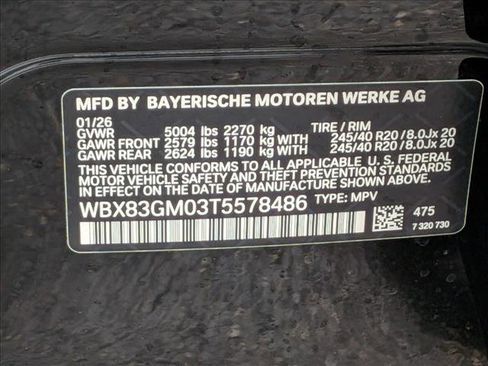 MFD BY BAYERISCHE MOTOREN WERKE AG
01/26 TIRE / RIM
GVWR 5004 lbs 2270 kg
GAWR FRONT 2579 lbs 1170 kg WITH 245/40 R20 / 8.0Jx 20
GAWR REAR 2624 lbs 1190 kg WITH 245/40 R20 / 8.0Jx 20
THIS VEHICLE CONFORMS TO ALL APPLICABLE U. S. FEDERAL
MOTOR VEHICLE SAFETY AND THEFT PREVENTION STANDARDS
IN EFFECT ON THE DATE OF MANUFACTURE SHOWN ABOVE.
WBX83GM03T5578486 TYPE: MPV
475
7 320 730